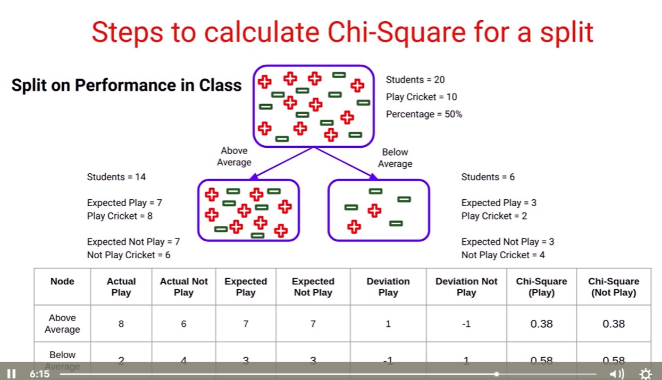 Steps to calculate Chi-Square for a split
Split on Performance in Class
Students = 20
Play Cricket = 10
Percentage = 50%
Above
Average
Below
Average
Students = 14
Expected Play = 7
Play Cricket = 8
Expected Not Play = 7
Not Play Cricket = 6
Students = 6
Expected Play = 3
Play Cricket = 2
Expected Not Play = 3
Not Play Cricket = 4
Node Actual Play Actual Not Play Expected Play Expected Not Play Deviation Play Deviation Not Play Chi-Square (Play) Chi-Square (Not Play)
Above Average 8 6 7 7 1 -1 0.38 0.38
Below Average 2 4 3 3 -1 1 0.58 0.58
6:15